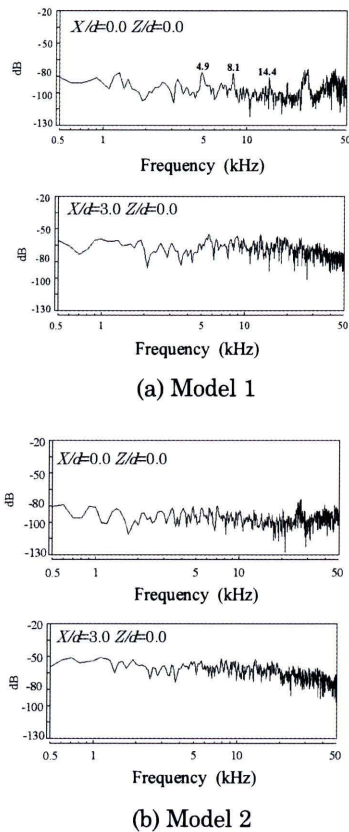 -20
X/d=0.0 Z/d=0.0
-50
4.9 8.1 14.4
dB
-80
-100
-130
0.5 1 5 10 50
Frequency (kHz)
-20
X/d=3.0 Z/d=0.0
-50
dB
-80
-100
-130
0.5 1 5 10 50
Frequency (kHz)
(a) Model 1
-20
X/d=0.0 Z/d=0.0
-50
dB
-80
-100
-130
0.5 1 5 10 50
Frequency (kHz)
-20
X/d=3.0 Z/d=0.0
-50
dB
-80
-100
-130
0.5 1 5 10 50
Frequency (kHz)
(b) Model 2